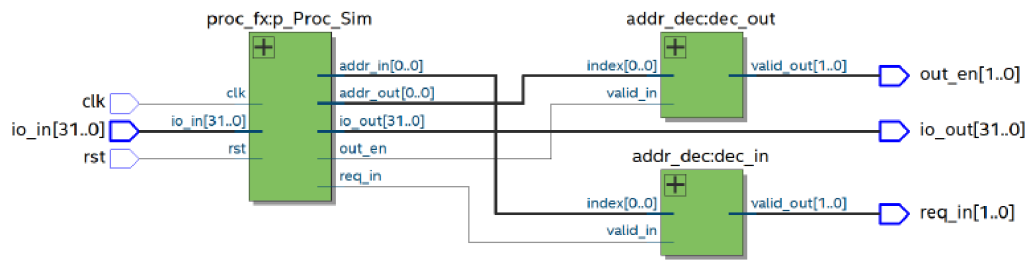 proc_fx:p_Proc_Sim
addr_dec:dec_out
addr_in[0..0]
index[0..0]
valid_out[1..0]
out_en[1..0]
clk
clk
addr_out[0..0]
valid_in
io_in[31..0]
io_in[31..0]
io_out[31..0]
io_out[31..0]
rst
rst
out_en
addr_dec:dec_in
req_in
index[0..0]
valid_out[1..0]
req_in[1..0]
valid_in